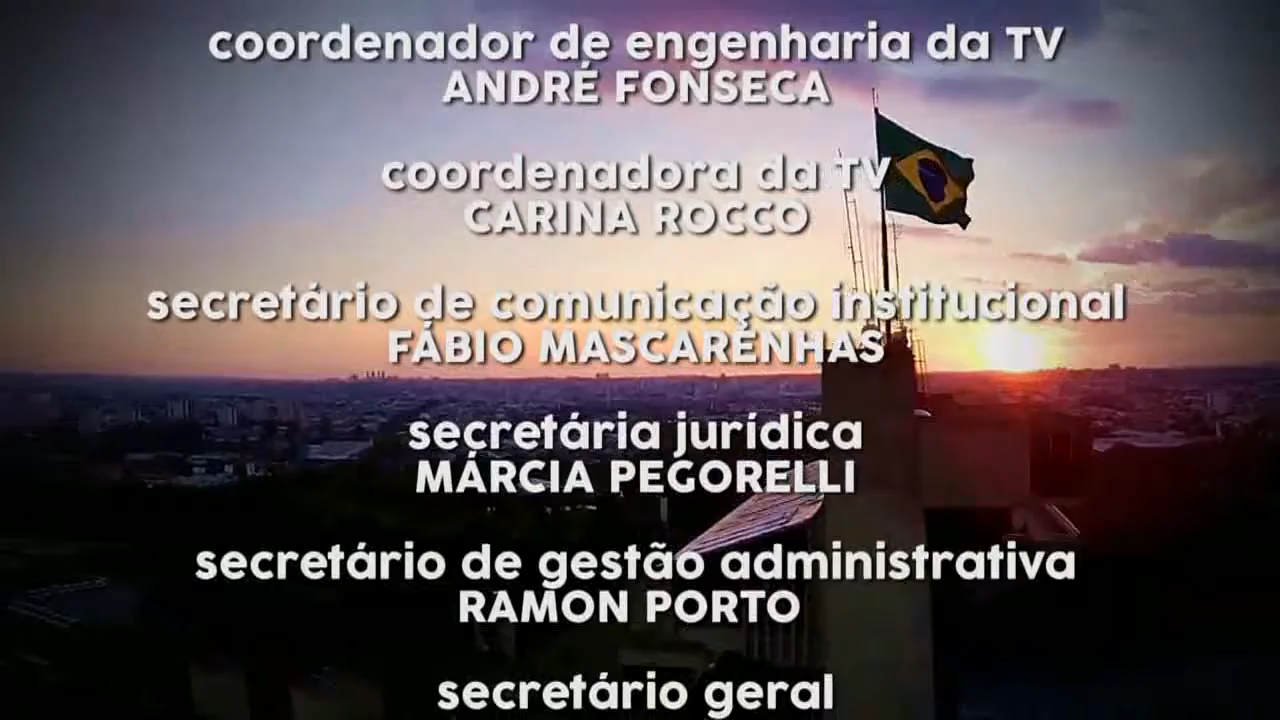 coordenador de engenharia da TV
ANDRÉ FONSECA
coordenadora da TV
CARINA ROCCO
secretário de comunicação institucional
FÁBIO MASCARENHAS
secretária jurídica
MÁRCIA PEGORELLI
secretário de gestão administrativa
RAMON PORTO
secretário geral